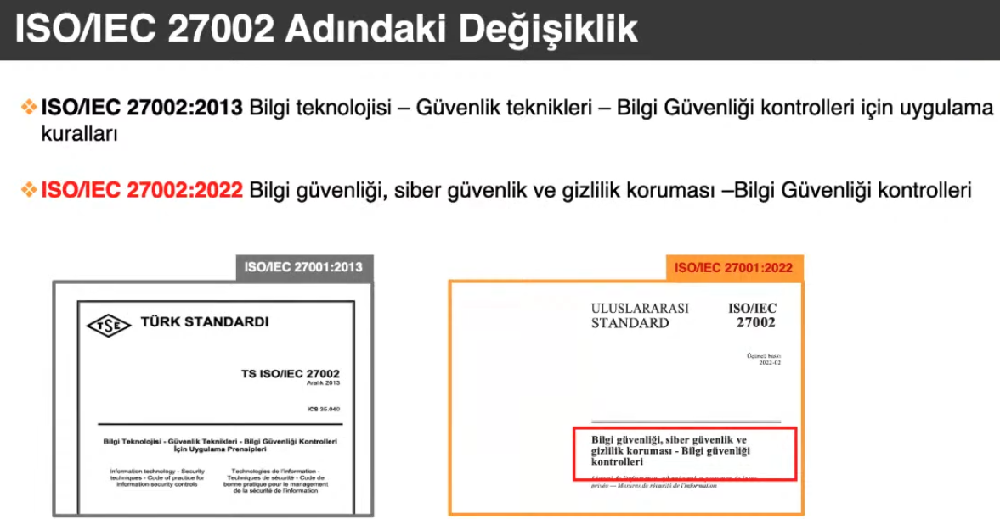 ISO/IEC 27002 Adındaki Değişiklik
ISO/IEC 27002:2013 Bilgi teknolojisi – Güvenlik teknikleri – Bilgi Güvenliği kontrolleri için uygulama
kuralları
ISO/IEC 27002:2022 Bilgi güvenliği, siber güvenlik ve gizlilik koruması –Bilgi Güvenliği kontrolleri
ISO/IEC 27001:2013
TSE TÜRK STANDARDI
TS ISO/IEC 27002
Aralık 2013
ICS 35.040
Bilgi Teknolojisi - Güvenlik Teknikleri - Bilgi Güvenliği Kontrolleri
İçin Uygulama Prensipleri
Information technology - Security
techniques - Code of practice for
information security controls
Technologies de l'information -
Techniques de sécurité - Code de
bonne pratique pour le management
de la sécurité de l'information
ISO/IEC 27001:2022
ULUSLARARASI
STANDARD
ISO/IEC
27002
Üçüncü baskı
2022-02
Bilgi güvenliği, siber güvenlik ve
gizlilik koruması - Bilgi güvenliği
kontrolleri
privée — Mesures de sécurité de l'information